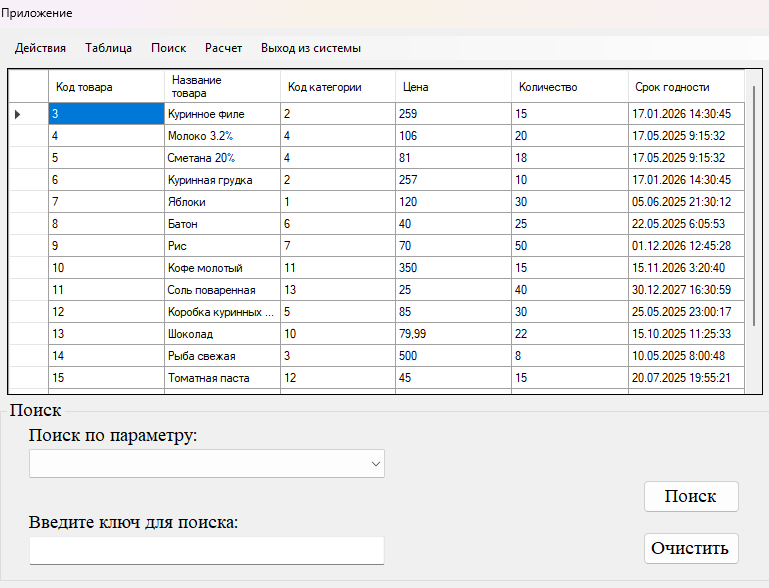 Приложение
Действия Таблица Поиск Расчет Выход из системы
Код товара Название товара Код категории Цена Количество Срок годности
3 Куринное филе 2 259 15 17.01.2026 14:30:45
4 Молоко 3.2% 4 106 20 17.05.2025 9:15:32
5 Сметана 20% 4 81 18 17.05.2025 9:15:32
6 Куринная грудка 2 257 10 17.01.2026 14:30:45
7 Яблоки 1 120 30 05.06.2025 21:30:12
8 Батон 6 40 25 22.05.2025 6:05:53
9 Рис 7 70 50 01.12.2026 12:45:28
10 Кофе молотый 11 350 15 15.11.2026 3:20:40
11 Соль поваренная 13 25 40 30.12.2027 16:30:59
12 Коробка куринных ... 5 85 30 25.05.2025 23:00:17
13 Шоколад 10 79,99 22 15.10.2025 11:25:33
14 Рыба свежая 3 500 8 10.05.2025 8:00:48
15 Томатная паста 12 45 15 20.07.2025 19:55:21
Поиск
Поиск по параметру:
Поиск
Введите ключ для поиска:
Очистить